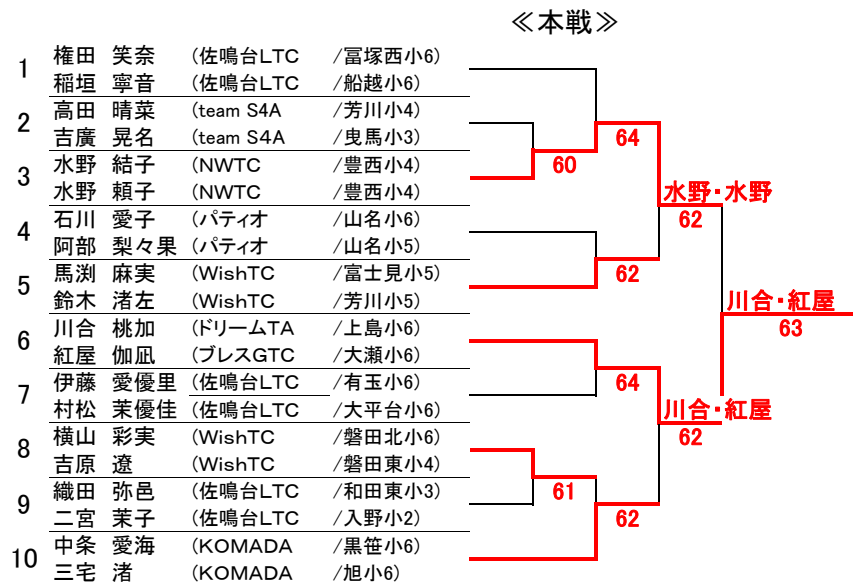 ≪本戦≫
1 権田 笑奈 (佐鳴台LTC /冨塚西小6)
稲垣 寧音 (佐鳴台LTC /船越小6)
2 高田 晴菜 (team S4A /芳川小4)
吉廣 晃名 (team S4A /曳馬小3)
64
60
3 水野 結子 (NWTC /豊西小4)
水野 頼子 (NWTC /豊西小4)
水野・水野
62
4 石川 愛子 (パティオ /山名小6)
阿部 梨々果 (パティオ /山名小5)
62
5 馬渕 麻実 (WishTC /富士見小5)
鈴木 渚左 (WishTC /芳川小5)
川合・紅屋
63
6 川合 桃加 (ドリームTA /上島小6)
紅屋 伽凪 (ブレスGTC /大瀬小6)
64
7 伊藤 愛優里 (佐鳴台LTC /有玉小6)
村松 茉優佳 (佐鳴台LTC /大平台小6)
川合・紅屋
62
8 横山 彩実 (WishTC /磐田北小6)
吉原 遼 (WishTC /磐田東小4)
61
9 織田 弥邑 (佐鳴台LTC /和田東小3)
二宮 茉子 (佐鳴台LTC /入野小2)
62
10 中条 愛海 (KOMADA /黒笹小6)
三宅 渚 (KOMADA /旭小6)